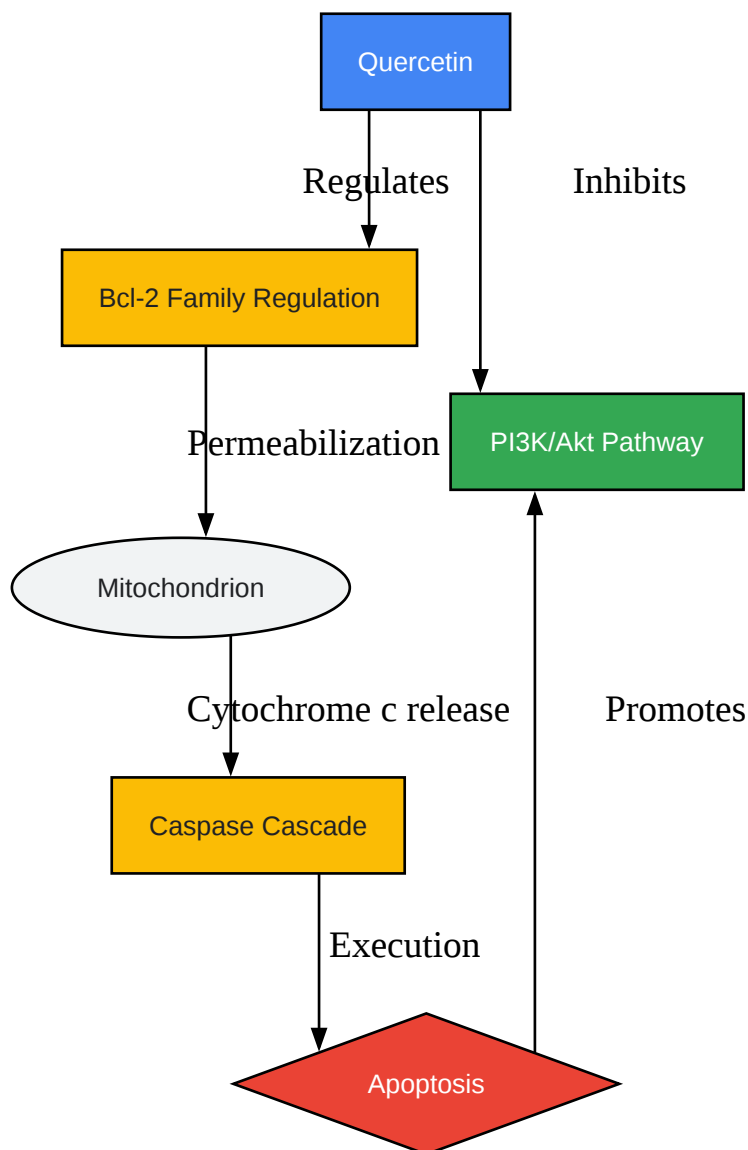 Quercetin
Regulates
Inhibits
Bcl-2 Family Regulation
Permeabilization
PI3K/Akt Pathway
Mitochondrion
Cytochrome c release
Promotes
Caspase Cascade
Execution
Apoptosis